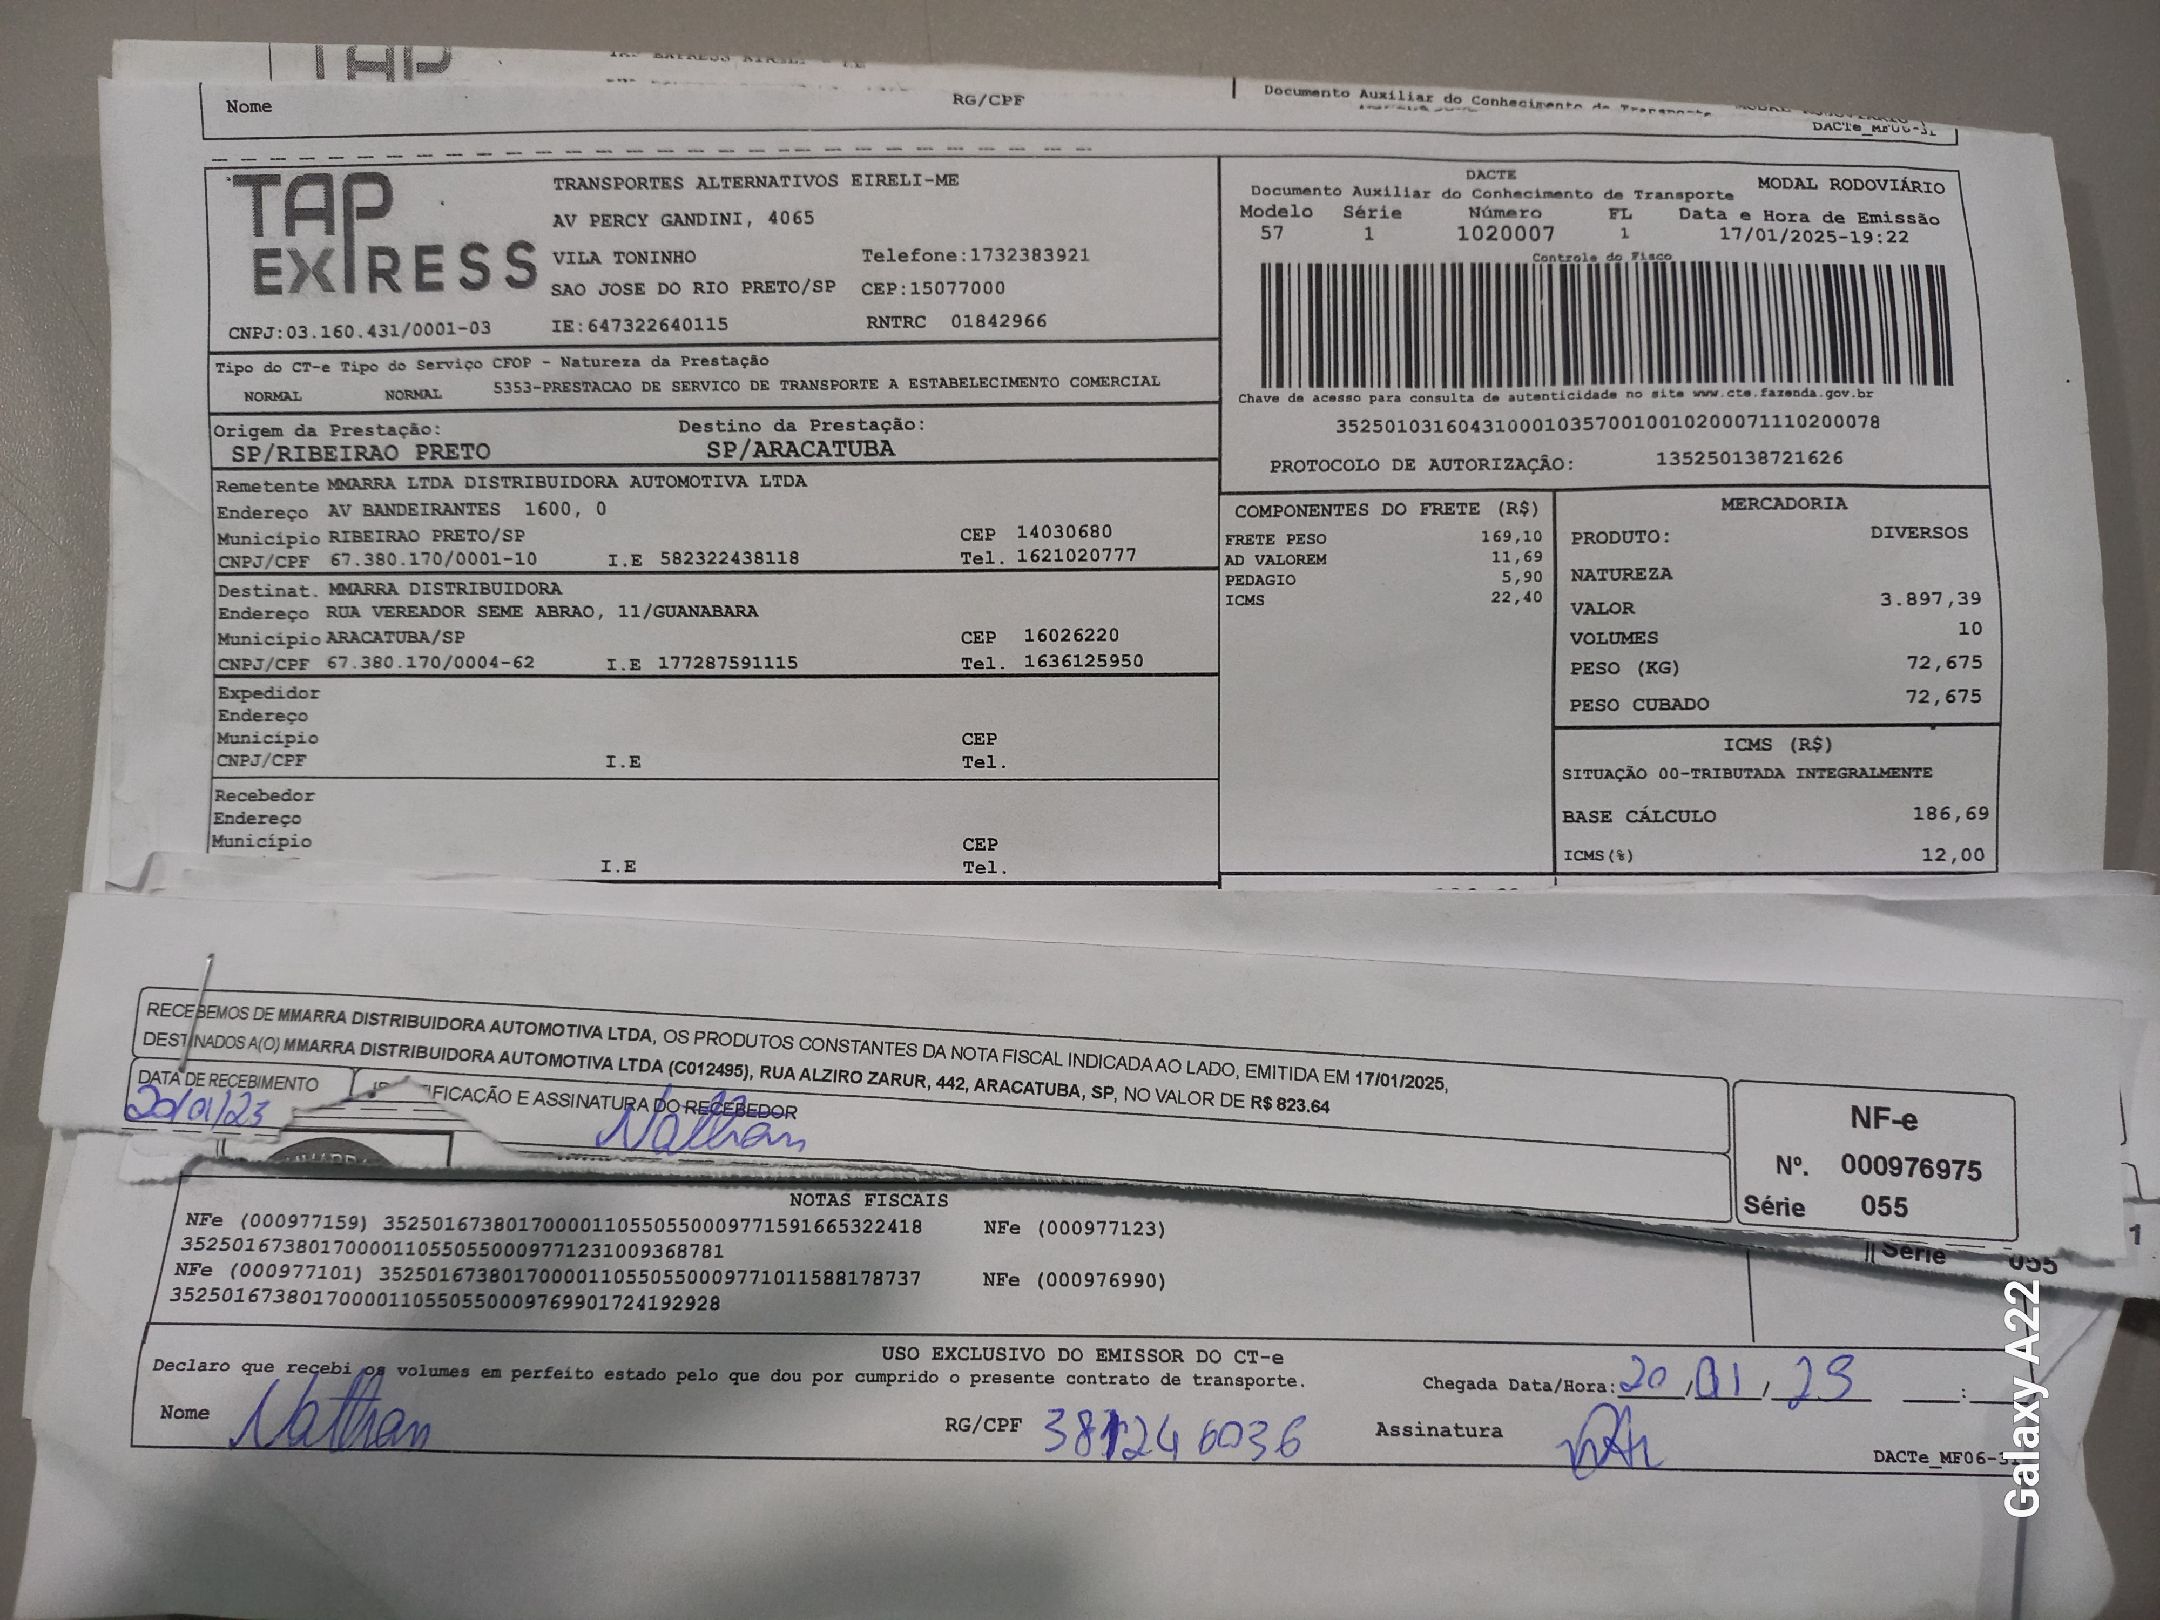 TAP
Nome RG/CPF Documento Auxiliar do Conhecimento de Transporte
DACTe_MF06-31
TAP EXPRESS
TRANSPORTES ALTERNATIVOS EIRELI-ME
AV PERCY GANDINI, 4065
VILA TONINHO Telefone:1732383921
SAO JOSE DO RIO PRETO/SP CEP:15077000
CNPJ:03.160.431/0001-03 IE:647322640115 RNTRC 01842966
DACTE
Documento Auxiliar do Conhecimento de Transporte MODAL RODOVIÁRIO
Modelo Série Número FL Data e Hora de Emissão
57 1 1020007 1 17/01/2025-19:22
Controle do Fisco
Chave de acesso para consulta de autenticidade no site www.cte.fazenda.gov.br
35250103160431000103570010010200071110200078
PROTOCOLO DE AUTORIZAÇÃO: 135250138721626
Tipo do CT-e Tipo do Serviço CFOP - Natureza da Prestação
NORMAL NORMAL 5353-PRESTACAO DE SERVICO DE TRANSPORTE A ESTABELECIMENTO COMERCIAL
Origem da Prestação: Destino da Prestação:
SP/RIBEIRAO PRETO SP/ARACATUBA
Remetente MMARRA LTDA DISTRIBUIDORA AUTOMOTIVA LTDA
Endereço AV BANDEIRANTES 1600, 0
Município RIBEIRAO PRETO/SP CEP 14030680
CNPJ/CPF 67.380.170/0001-10 I.E 582322438118 Tel. 1621020777
Destinat. MMARRA DISTRIBUIDORA
Endereço RUA VEREADOR SEME ABRAO, 11/GUANABARA
Município ARACATUBA/SP CEP 16026220
CNPJ/CPF 67.380.170/0004-62 I.E 177287591115 Tel. 1636125950
Expedidor
Endereço
Município CEP
CNPJ/CPF I.E Tel.
Recebedor
Endereço
Município CEP
I.E Tel.
COMPONENTES DO FRETE (R$)
FRETE PESO 169,10
AD VALOREM 11,69
PEDAGIO 5,90
ICMS 22,40
MERCADORIA
PRODUTO: DIVERSOS
NATUREZA
VALOR 3.897,39
VOLUMES 10
PESO (KG) 72,675
PESO CUBADO 72,675
ICMS (R$)
SITUAÇÃO 00-TRIBUTADA INTEGRALMENTE
BASE CÁLCULO 186,69
ICMS(%) 12,00
RECEBEMOS DE MMARRA DISTRIBUIDORA AUTOMOTIVA LTDA, OS PRODUTOS CONSTANTES DA NOTA FISCAL INDICADA AO LADO, EMITIDA EM 17/01/2025,
DESTINADOS A(O) MMARRA DISTRIBUIDORA AUTOMOTIVA LTDA (C012495), RUA ALZIRO ZARUR, 442, ARACATUBA, SP, NO VALOR DE R$ 823.64
DATA DE RECEBIMENTO FICAÇÃO E ASSINATURA DO RECEBEDOR
20/01/23 Nathan
NF-e
Nº. 000976975
Série 055
Série 055
1
NOTAS FISCAIS
NFe (000977159) 35250167380170000110550550009771591665322418 NFe (000977123)
35250167380170000110550550009771231009368781
NFe (000977101) 35250167380170000110550550009771011588178737 NFe (000976990)
35250167380170000110550550009769901724192928
USO EXCLUSIVO DO EMISSOR DO CT-e
Declaro que recebi os volumes em perfeito estado pelo que dou por cumprido o presente contrato de transporte. Chegada Data/Hora: 20, 01, 23 :
Nome Nathan RG/CPF 381246036 Assinatura
DACTe_MF06-31
Galaxy A22